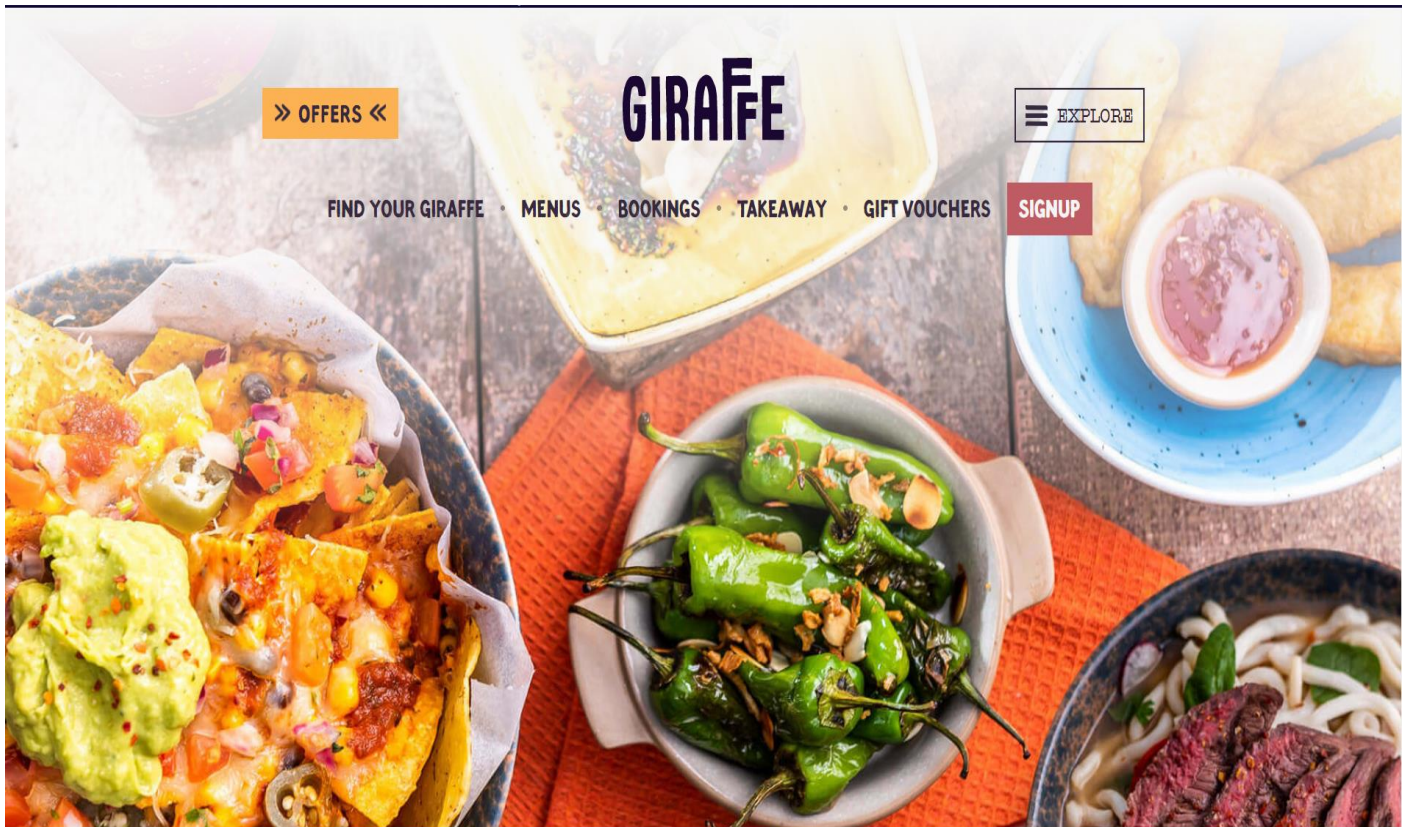 » OFFERS «
GIRAFFE
EXPLORE
FIND YOUR GIRAFFE • MENUS • BOOKINGS • TAKEAWAY • GIFT VOUCHERS SIGNUP